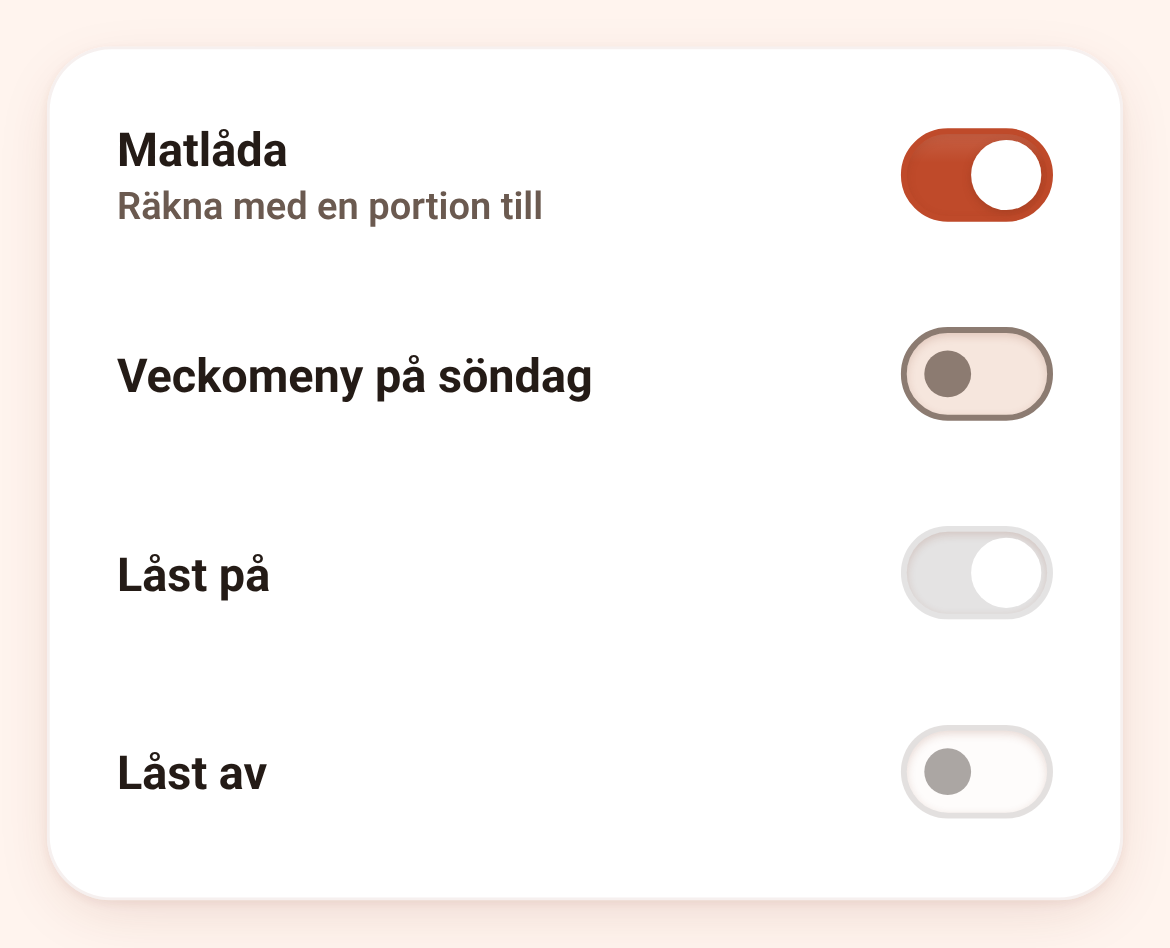 Matlåda
Räkna med en portion till
Veckomeny på söndag
Låst på
Låst av